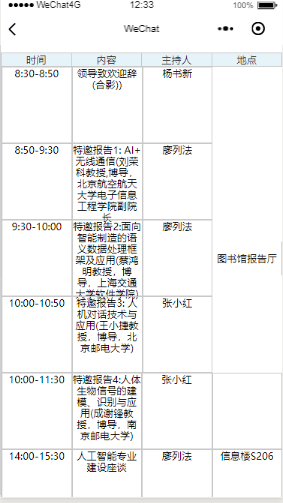 WeChat4G 12:33 100%
WeChat
时间 内容 主持人 地点
8:30-8:50 领导致欢迎辞 杨书新
(合影))
8:50-9:30 特邀报告1: AI+ 廖列法
无线通信(刘荣
科教授,博导,
北京航空航天
大学电子信息
工程学院副院
长
9:30-10:00 特邀报告2:面向 廖列法
智能制造的语
义数据处理框
架及应用(蔡鸿
明教授，博
导，上海交通
大学软件学院)
图书馆报告厅
10:00-10:50 特邀报告3: 人 张小红
机对话技术与
应用(王小捷教
授，博导，北
京邮电大学)
10:00-11:30 特邀报告4:人体 张小红
生物信号的建
模、识别与应
用(成谢锋教
授，博导，南
京邮电大学)
14:00-15:30 人工智能专业 廖列法 信息楼S206
建设座谈